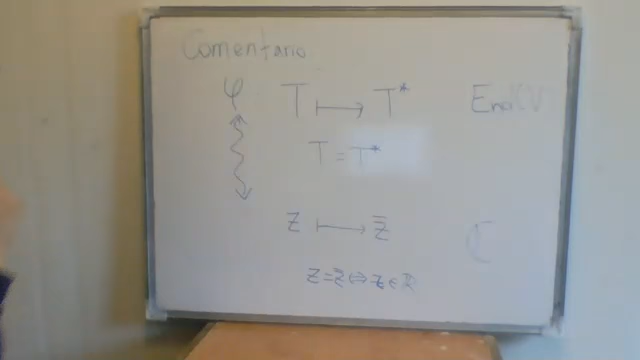 Comentario
φ T ⟼ T* End(V)
T = T*
z ⟼ z̄ ℂ
z = z̄ ⇔ z ∈ ℝ